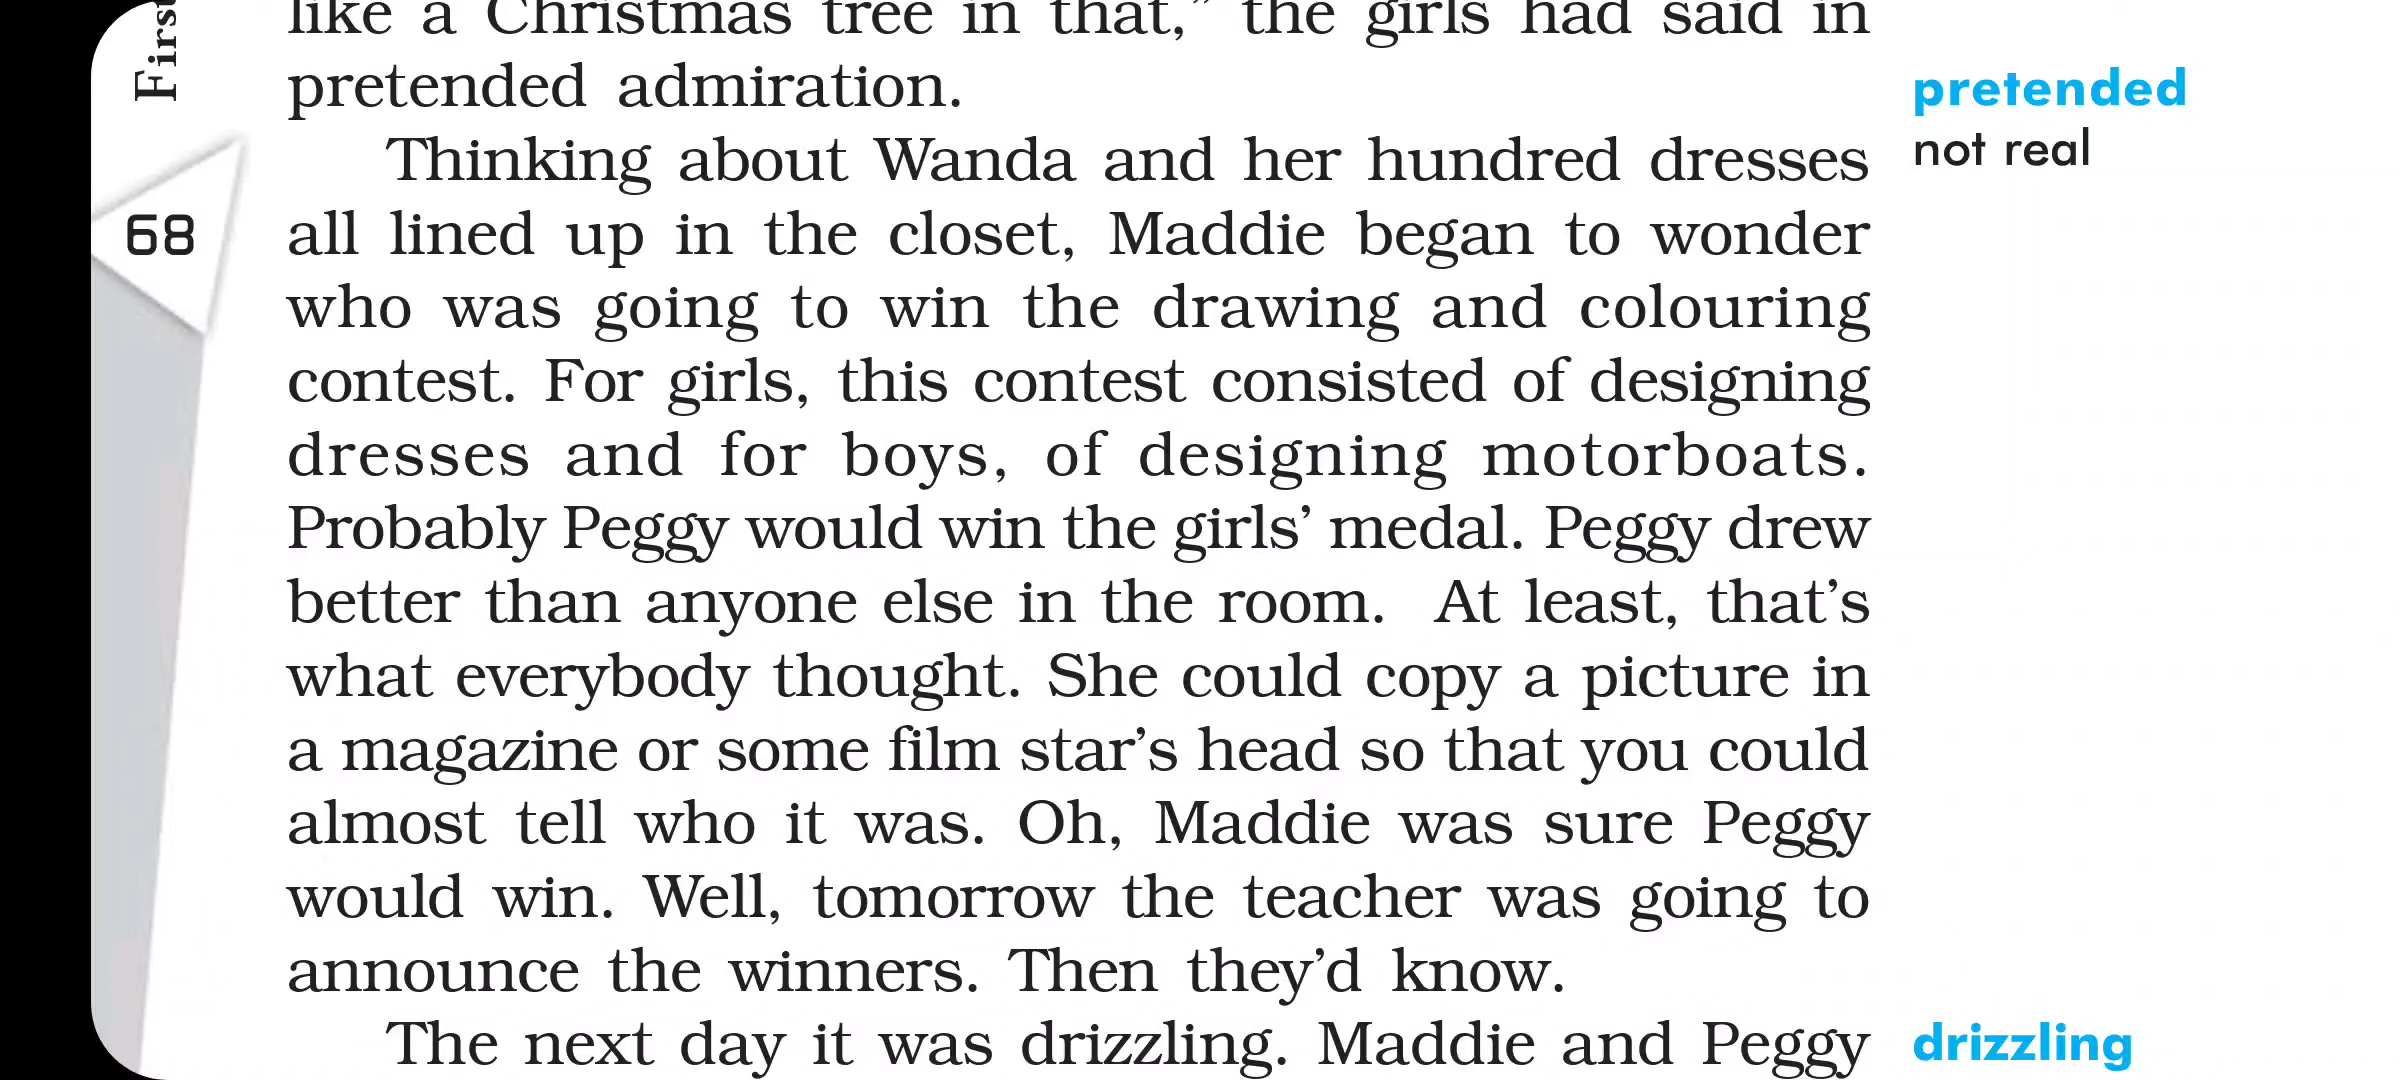 like a Christmas tree in that,” the girls had said in
pretended admiration.
Thinking about Wanda and her hundred dresses
all lined up in the closet, Maddie began to wonder
who was going to win the drawing and colouring
contest. For girls, this contest consisted of designing
dresses and for boys, of designing motorboats.
Probably Peggy would win the girls’ medal. Peggy drew
better than anyone else in the room. At least, that’s
what everybody thought. She could copy a picture in
a magazine or some film star’s head so that you could
almost tell who it was. Oh, Maddie was sure Peggy
would win. Well, tomorrow the teacher was going to
announce the winners. Then they’d know.
The next day it was drizzling. Maddie and Peggy
pretended
not real
drizzling
68